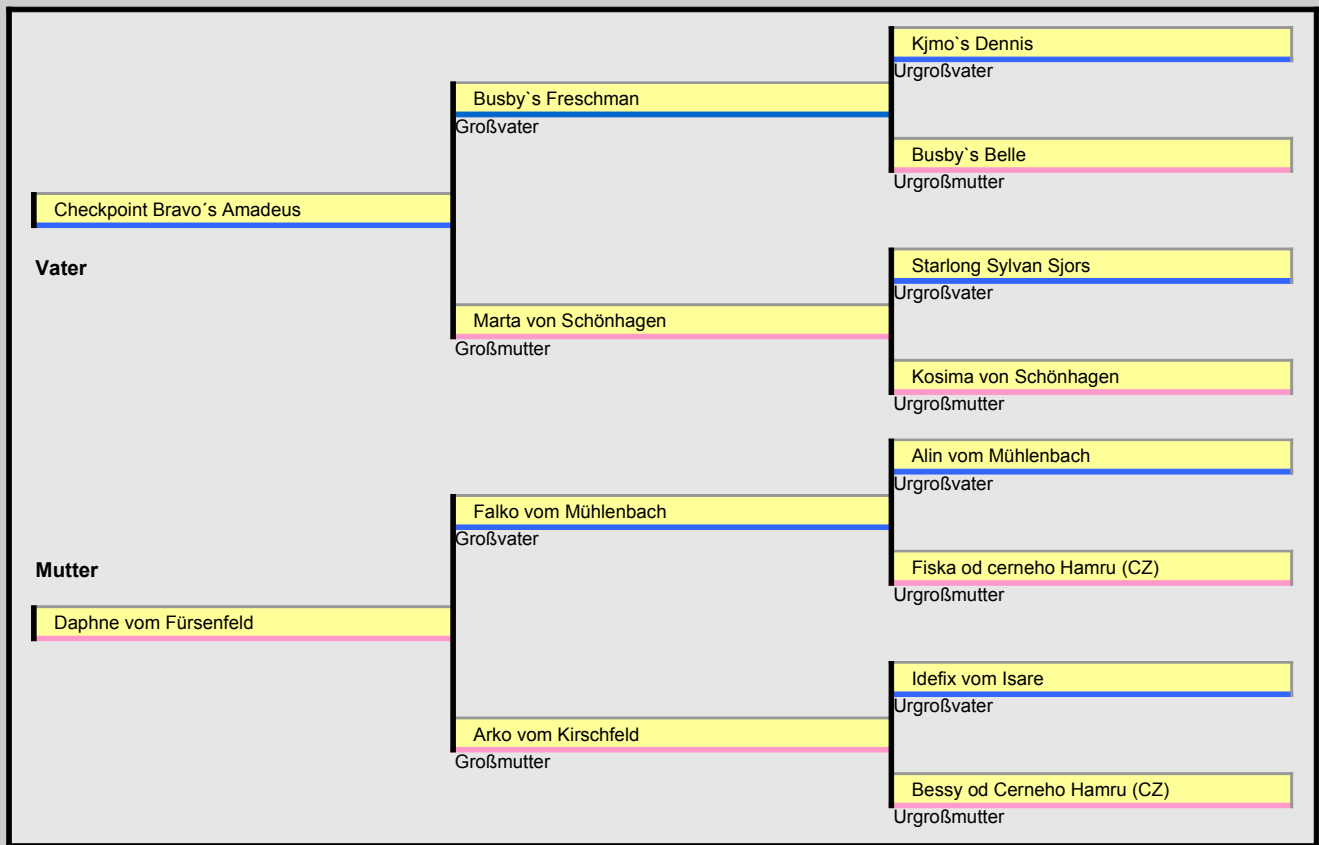 Kjmo`s Dennis
Urgroßvater
Busby`s Freschman
Großvater
Busby`s Belle
Urgroßmutter
Checkpoint Bravo´s Amadeus
Vater
Starlong Sylvan Sjors
Urgroßvater
Marta von Schönhagen
Großmutter
Kosima von Schönhagen
Urgroßmutter
Alin vom Mühlenbach
Urgroßvater
Falko vom Mühlenbach
Großvater
Mutter
Fiska od cerneho Hamru (CZ)
Urgroßmutter
Daphne vom Fürsenfeld
Idefix vom Isare
Urgroßvater
Arko vom Kirschfeld
Großmutter
Bessy od Cerneho Hamru (CZ)
Urgroßmutter